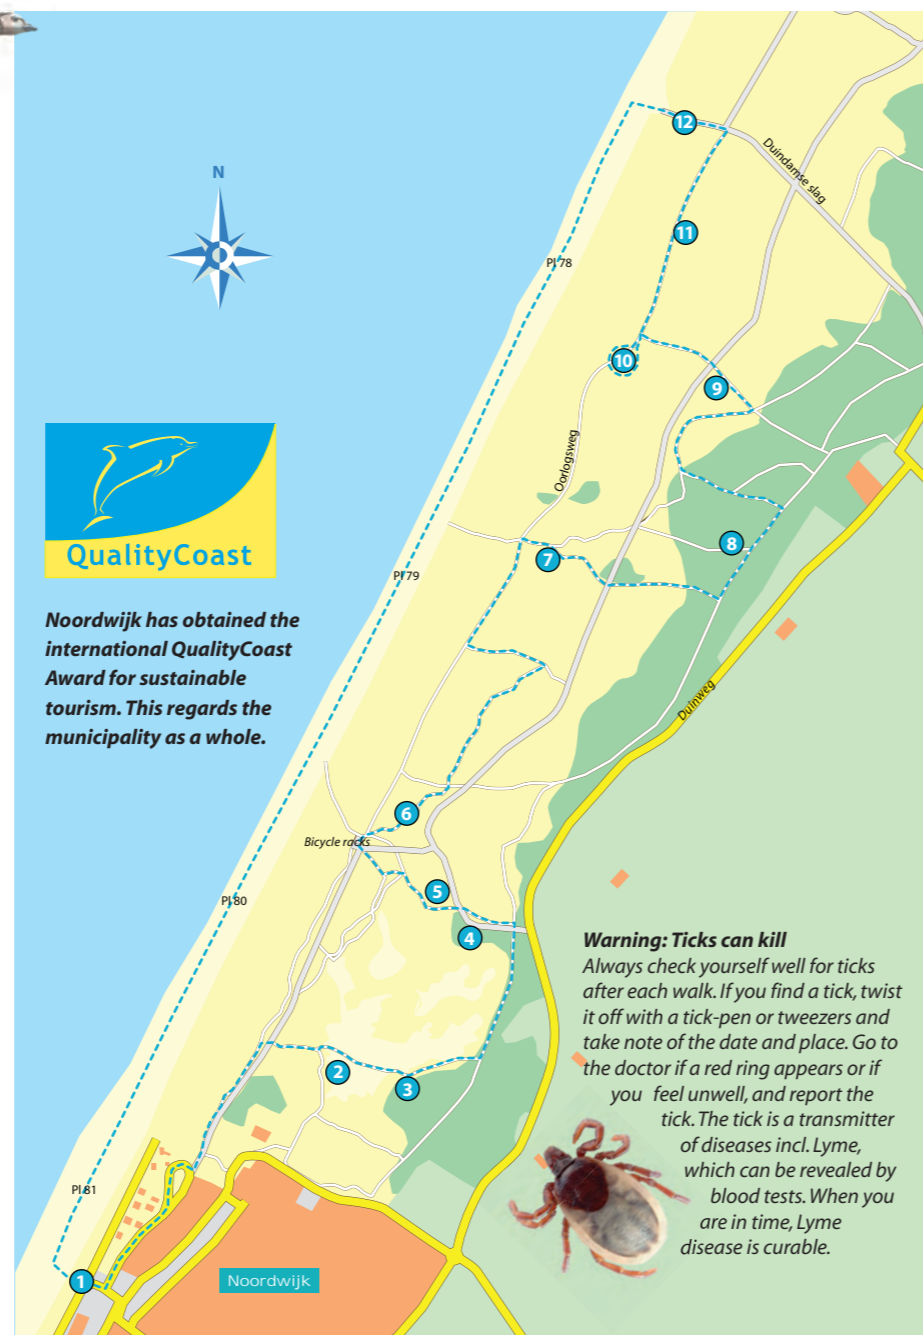 N
12
Duindamse slag
11
Pl 78
10
9
Oorlogsweg
QualityCoast
8
7
Pl 79
Noordwijk has obtained the
international QualityCoast
Award for sustainable
tourism. This regards the
municipality as a whole.
Duinweg
6
Bicycle racks
5
Pl 80
4
Warning: Ticks can kill
Always check yourself well for ticks
after each walk. If you find a tick, twist
it off with a tick-pen or tweezers and
take note of the date and place. Go to
the doctor if a red ring appears or if
you feel unwell, and report the
tick. The tick is a transmitter
of diseases incl. Lyme,
which can be revealed by
blood tests. When you
are in time, Lyme
disease is curable.
2
3
Pl 81
1
Noordwijk